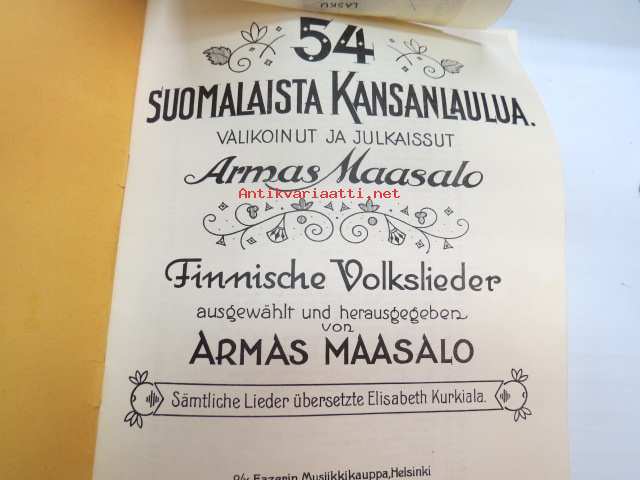 LASKU
54
SUOMALAISTA KANSANLAULUA.
VALIKOINUT JA JULKAISSUT
Armas Maasalo
Antikvariaatti.net
Finnische Volkslieder
ausgewählt und herausgegeben
von
ARMAS MAASALO
Sämtliche Lieder übersetzte Elisabeth Kurkiala.
O/Y Fazerin Musiikkikauppa, Helsinki